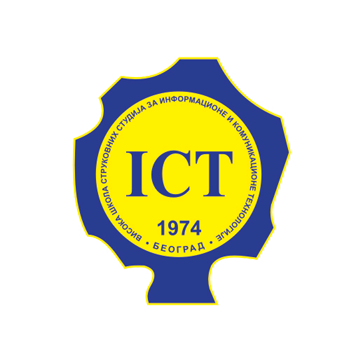 ВИСОКА ШКОЛА СТРУКОВНИХ СТУДИЈА ЗА ИНФОРМАЦИОНЕ И КОМУНИКАЦИОНЕ ТЕХНОЛОГИЈЕ
ICT
1974
• БЕОГРАД •